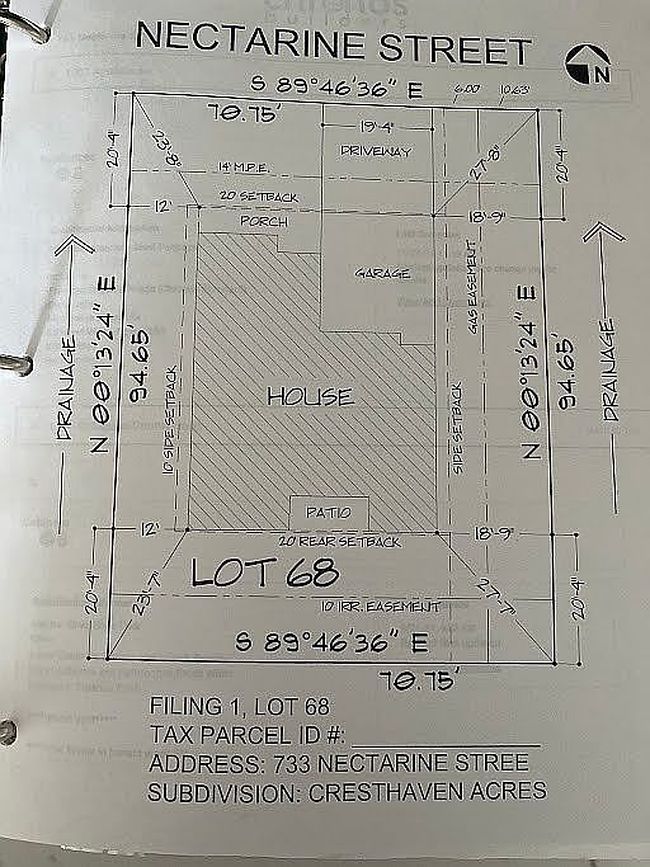 NECTARINE STREET
N
S 89°46'36" E
6.00'
10.63'
70.75'
19'-4"
DRIVEWAY
20'-4"
23'-8"
27'-8"
20'-4"
14' M.P.E.
20 SETBACK
12'
18'-9"
PORCH
GARAGE
GAS EASEMENT
DRAINAGE
N 00°13'24" E
94.65'
10 SIDE SETBACK
HOUSE
SIDE SETBACK
N 00°13'24" E
94.65'
DRAINAGE
PATIO
12'
20 REAR SETBACK
18'-9"
LOT 68
20'-4"
23'-7"
10 IRR. EASEMENT
27'-7"
20'-4"
S 89°46'36" E
70.75'
FILING 1, LOT 68
TAX PARCEL ID #:
ADDRESS: 733 NECTARINE STREE
SUBDIVISION: CRESTHAVEN ACRES